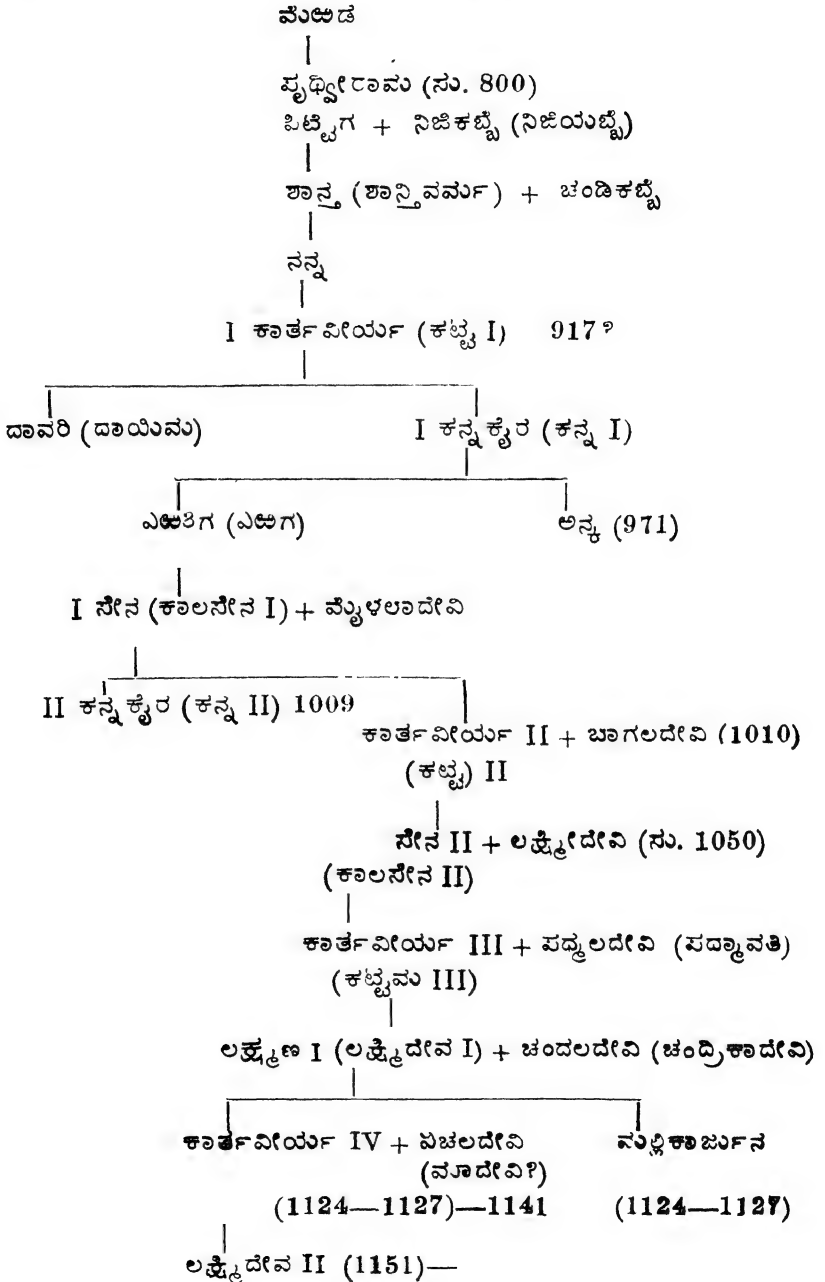 ಮೆಱಡ
ಪೃಥ್ವೀರಾಮ (ಸು. 800)
ಪಿಟ್ಟಿಗ + ನಿಜಿಕಬ್ಬೆ (ನಿಜಿಯಬ್ಬೆ)
ಶಾನ್ತ (ಶಾನ್ತಿವರ್ಮ) + ಚಂಡಿಕಬ್ಬೆ
ನನ್ನ
I ಕಾರ್ತವೀರ್ಯ (ಕಟ್ಟ I) 917?
ದಾವರಿ (ದಾಯಿಮ) I ಕನ್ನಕೈರ (ಕನ್ನ I)
ಎಱತಿಗ (ಎಱಗ) ಅನ್ಕ (971)
I ಸೇನ (ಕಾಲಸೇನ I) + ಮೈಳಲಾದೇವಿ
II ಕನ್ನಕೈರ (ಕನ್ನ II) 1009
ಕಾರ್ತವೀರ್ಯ II + ಬಾಗಲದೇವಿ (1010)
(ಕಟ್ಟ) II
ಸೇನ II + ಲಕ್ಷ್ಮೀದೇವಿ (ಸು. 1050)
(ಕಾಲಸೇನ II)
ಕಾರ್ತವೀರ್ಯ III + ಪದ್ಮಲದೇವಿ (ಪದ್ಮಾವತಿ)
(ಕಟ್ಟಮ III)
ಲಕ್ಷ್ಮಣ I (ಲಕ್ಷ್ಮಿದೇವ I) + ಚಂದಲದೇವಿ (ಚಂದ್ರಿಕಾದೇವಿ)
ಕಾರ್ತವೀರ್ಯ IV + ಏಚಲದೇವಿ ಮಲ್ಲಿಕಾರ್ಜುನ
(ಮಾದೇವಿ?)
(1124—1127)—1141 (1124—1127)
ಲಕ್ಷ್ಮಿದೇವ II (1151)—